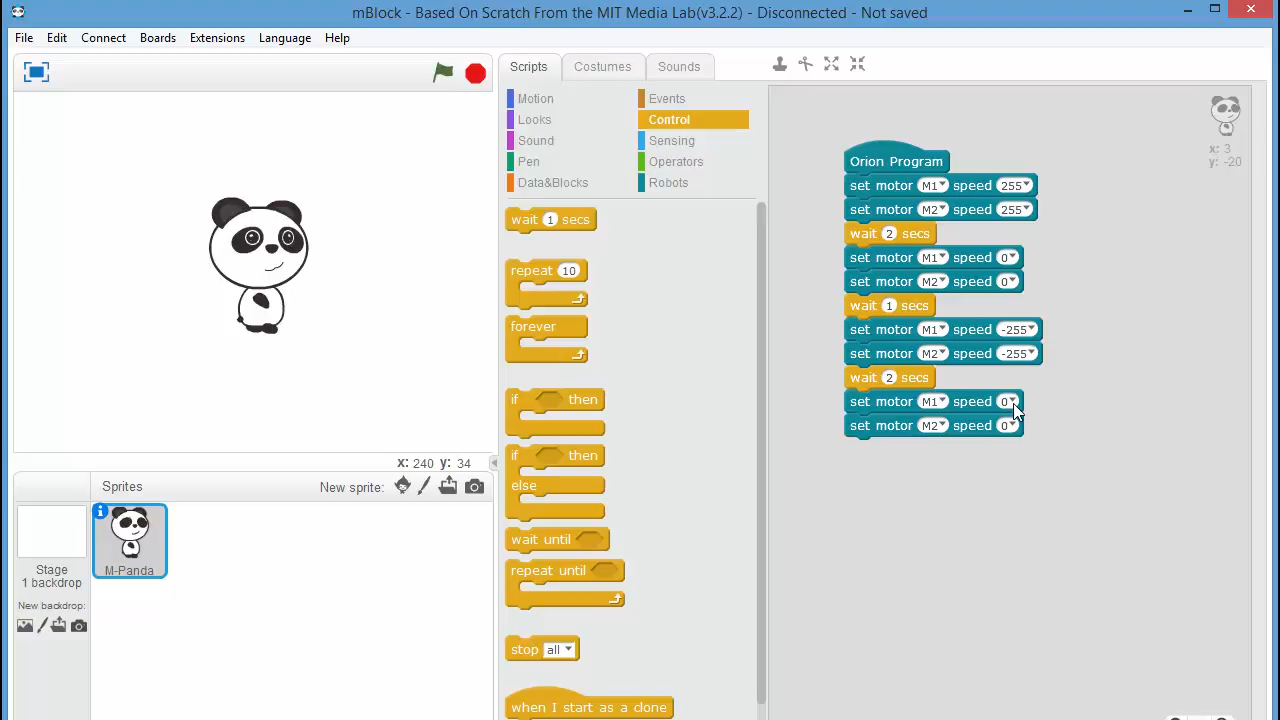 mBlock - Based On Scratch From the MIT Media Lab(v3.2.2) - Disconnected - Not saved
File Edit Connect Boards Extensions Language Help
Scripts Costumes Sounds
Motion Events
Looks Control
Sound Sensing
Pen Operators
Data&Blocks Robots
wait 1 secs
repeat 10
forever
if then
if then
else
wait until
repeat until
stop all
when I start as a clone
x: 3
y: -20
Orion Program
set motor M1 speed 255
set motor M2 speed 255
wait 2 secs
set motor M1 speed 0
set motor M2 speed 0
wait 1 secs
set motor M1 speed -255
set motor M2 speed -255
wait 2 secs
set motor M1 speed 0
set motor M2 speed 0
x: 240 y: 34
Sprites New sprite:
M-Panda
Stage
1 backdrop
New backdrop: